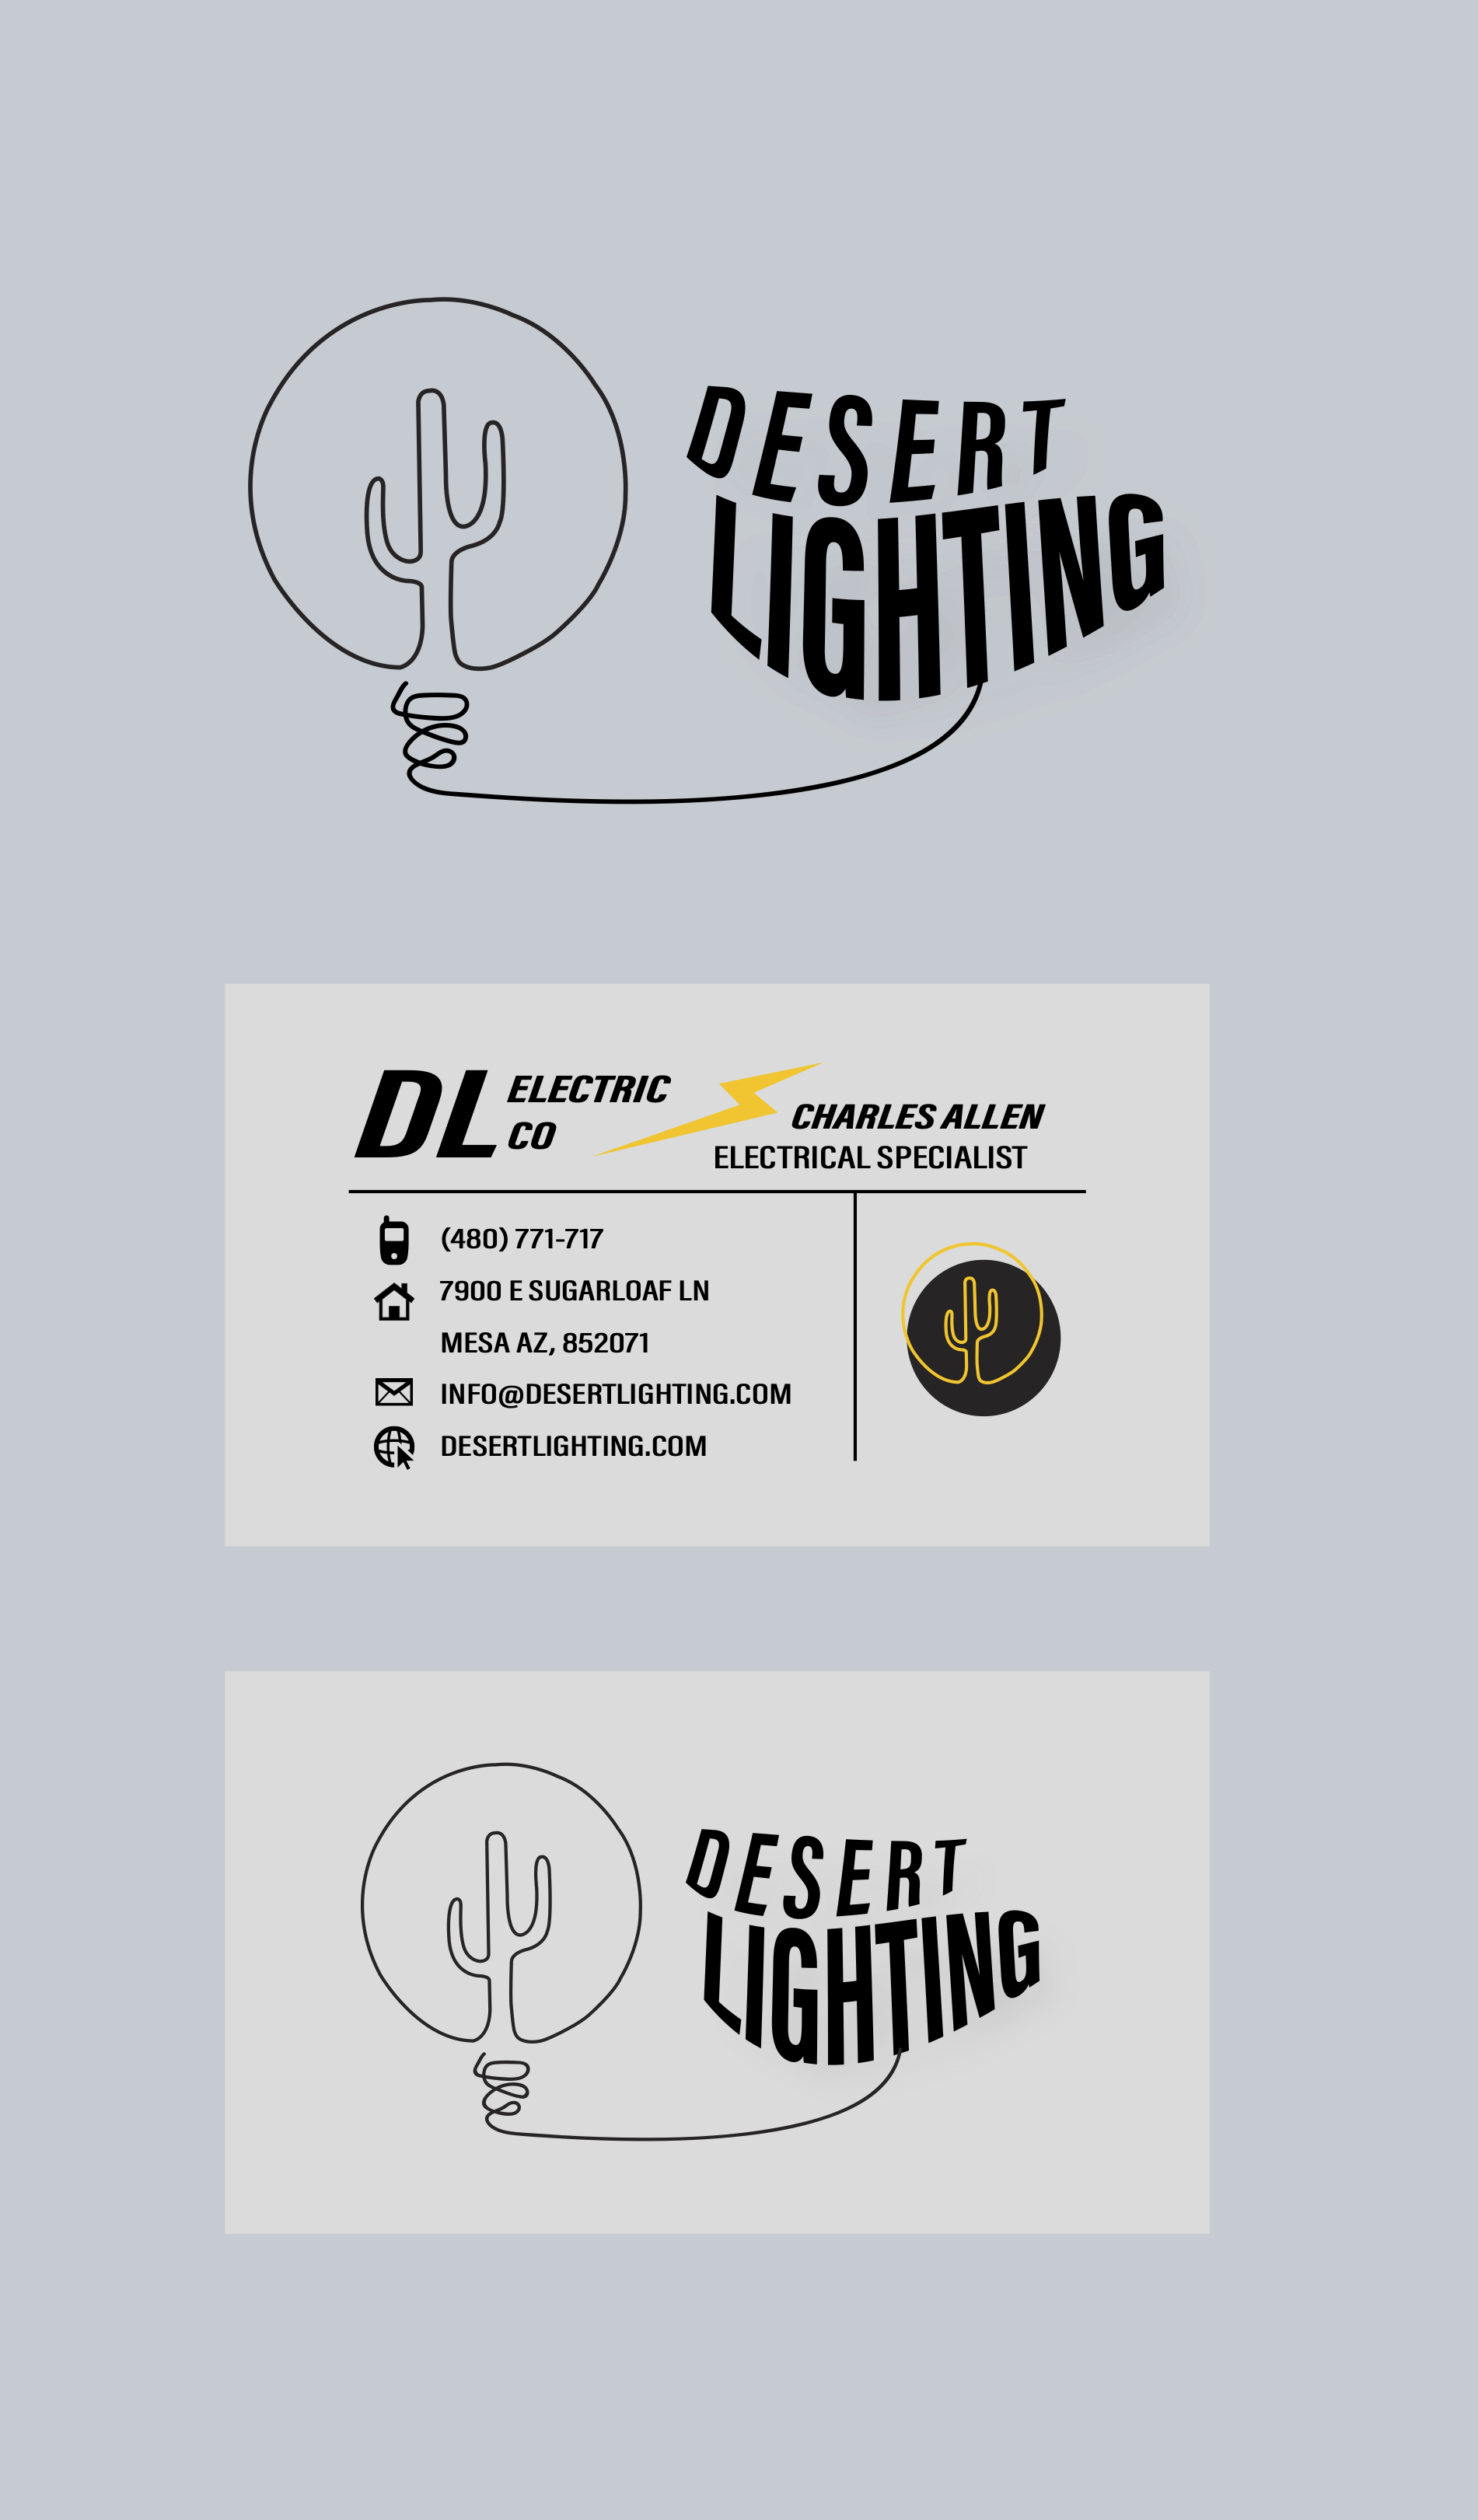 DESERT
LIGHTING
DL ELECTRIC
CO
CHARLES ALLEN
ELECTRICAL SPECIALIST
(480) 771-717
7900 E SUGARLOAF LN
MESA AZ, 852071
INFO@DESERTLIGHTING.COM
DESERTLIGHTING.COM
DESERT
LIGHTING